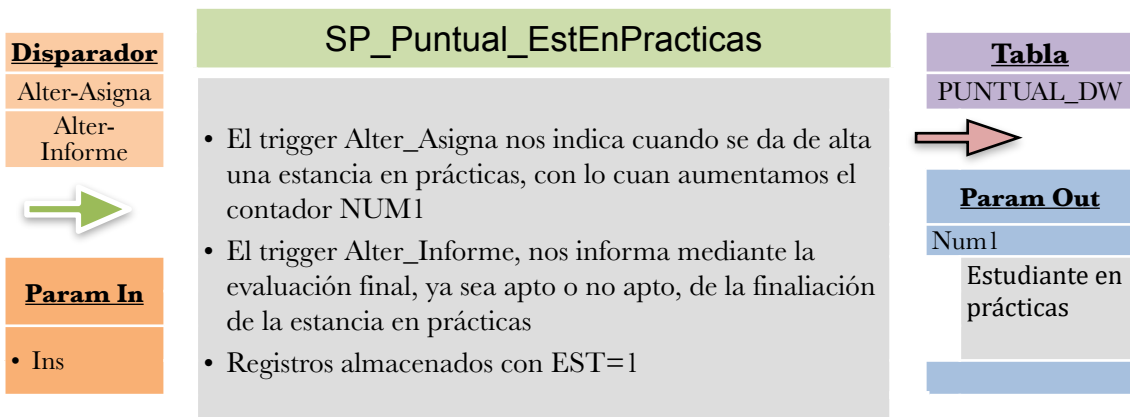 SP_Puntual_EstEnPracticas
Disparador
Alter-Asigna
Alter-
Informe
Param In
• Ins
• El trigger Alter_Asigna nos indica cuando se da de alta
una estancia en prácticas, con lo cuan aumentamos el
contador NUM1
• El trigger Alter_Informe, nos informa mediante la
evaluación final, ya sea apto o no apto, de la finaliación
de la estancia en prácticas
• Registros almacenados con EST=1
Tabla
PUNTUAL_DW
Param Out
Num1
Estudiante en
prácticas